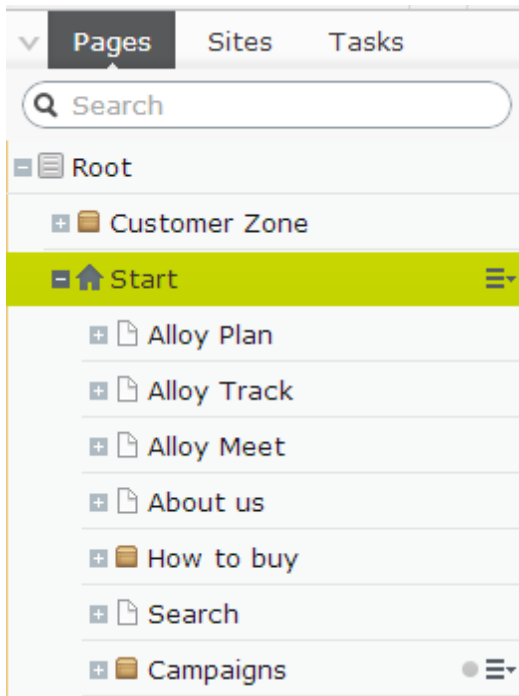 Pages Sites Tasks
Search
Root
Customer Zone
Start
Alloy Plan
Alloy Track
Alloy Meet
About us
How to buy
Search
Campaigns